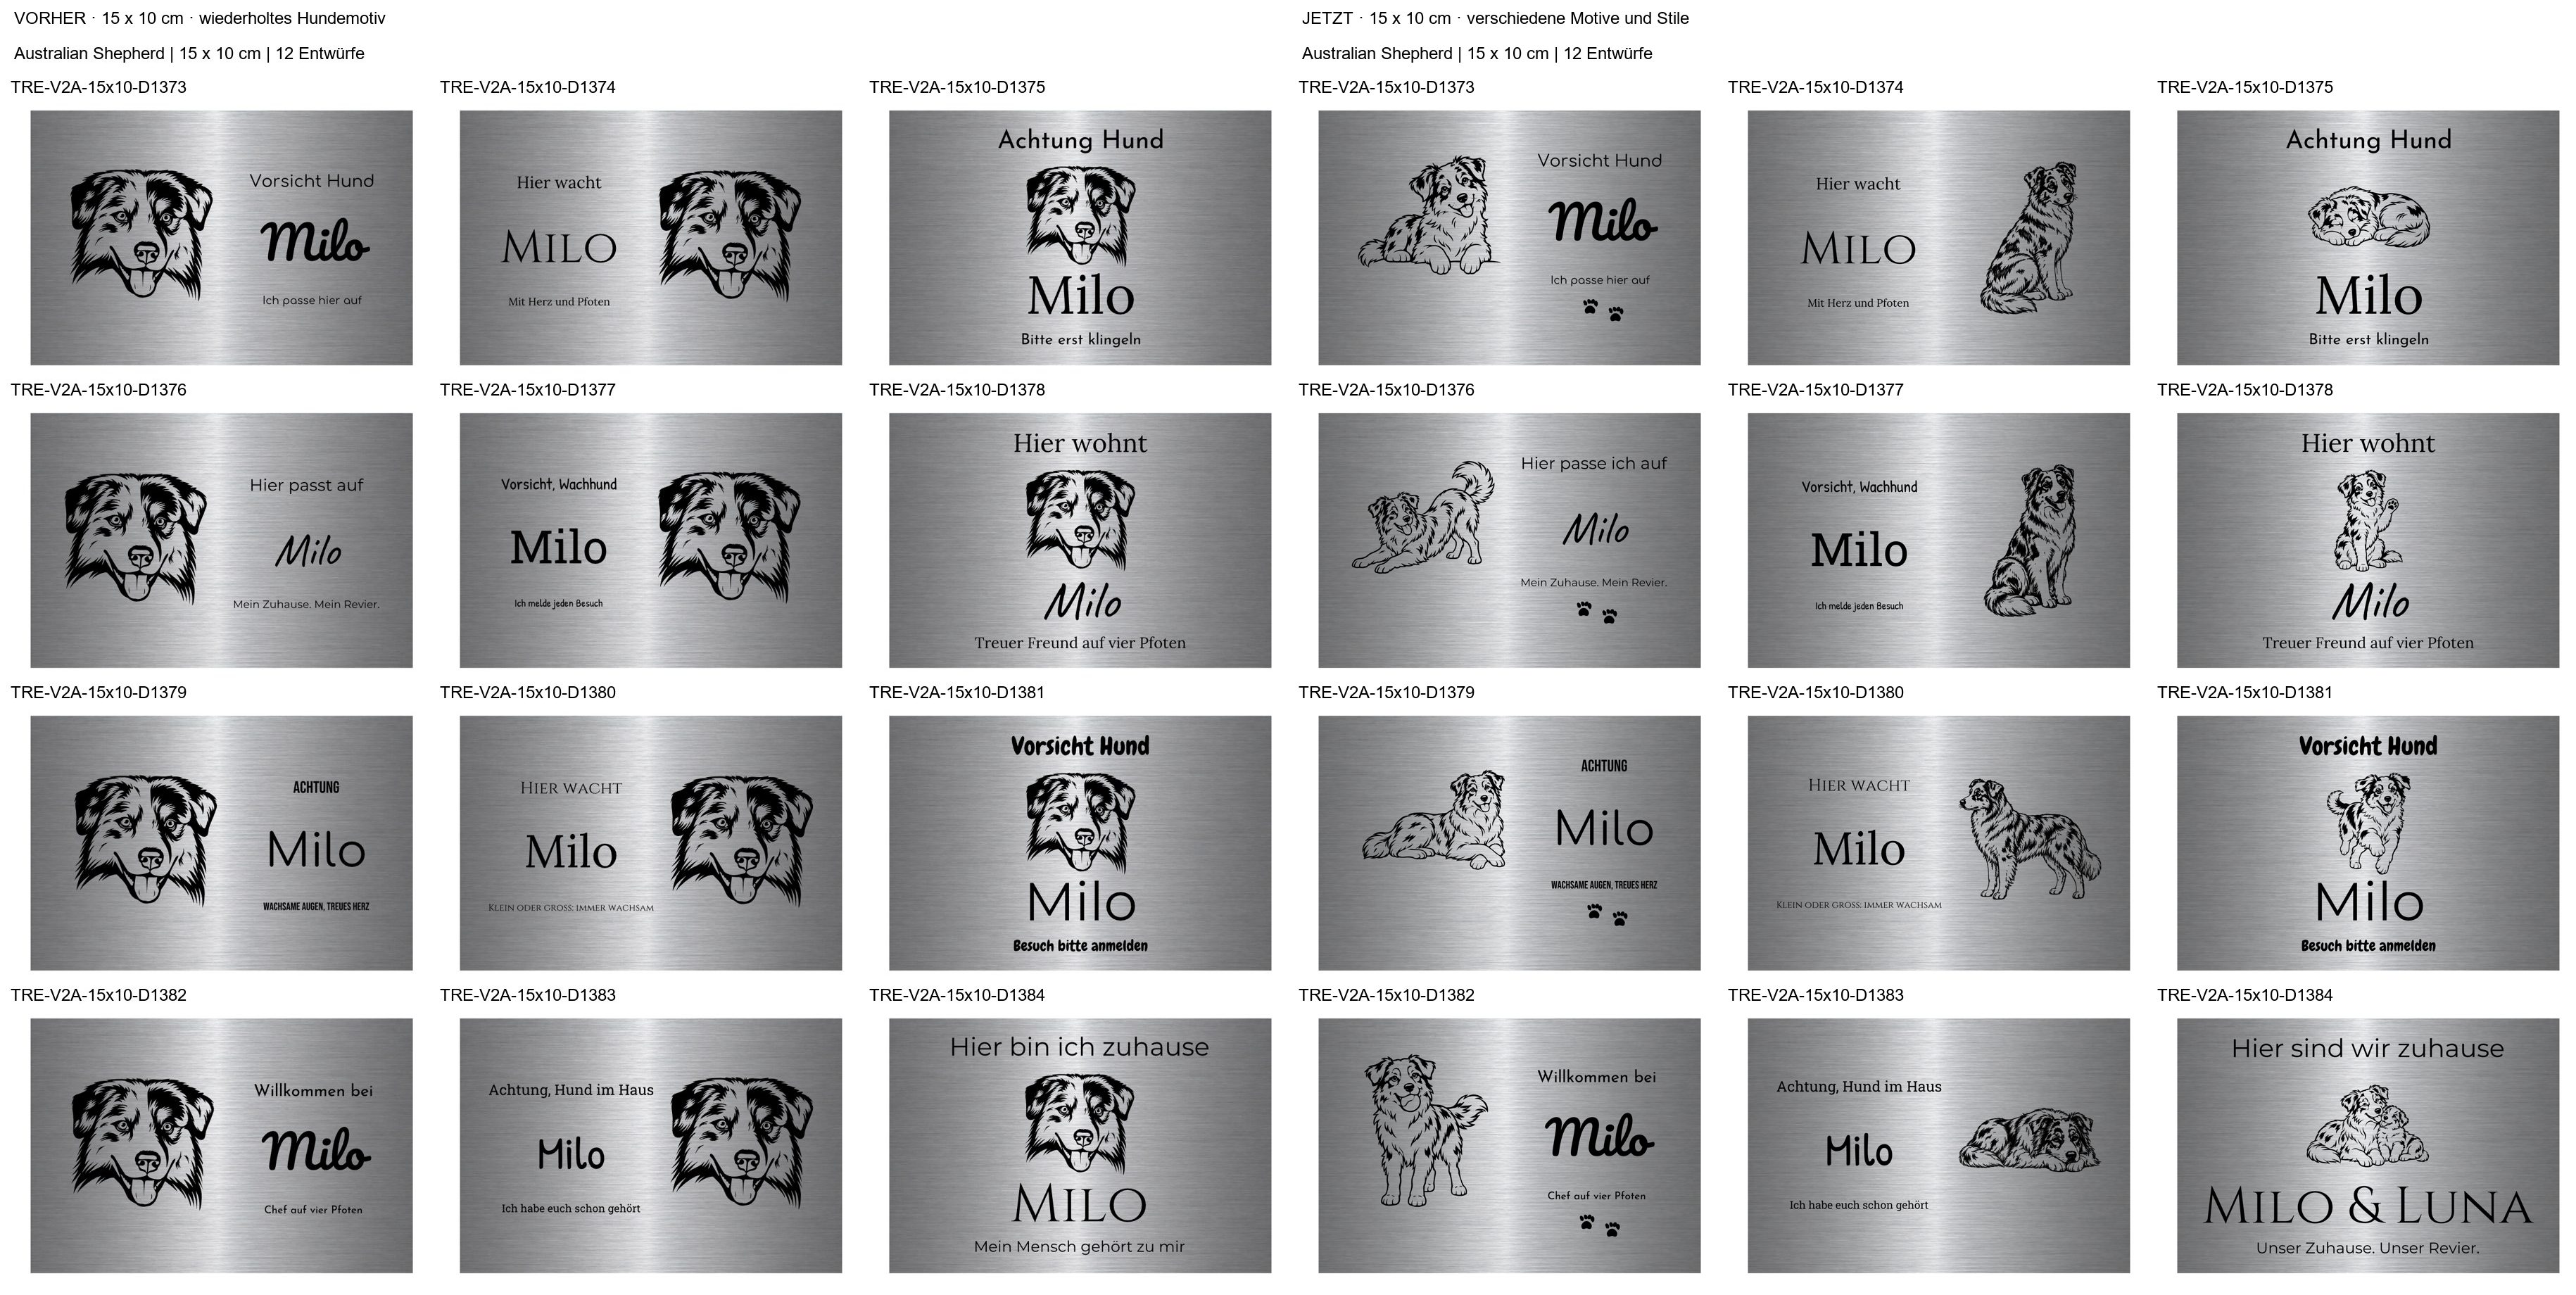 VORHER · 15 x 10 cm · wiederholtes Hundemotiv
Australian Shepherd | 15 x 10 cm | 12 Entwürfe
TRE-V2A-15x10-D1373
Vorsicht Hund
Milo
Ich passe hier auf
TRE-V2A-15x10-D1374
Hier wacht
MILO
Mit Herz und Pfoten
TRE-V2A-15x10-D1375
Achtung Hund
Milo
Bitte erst klingeln
TRE-V2A-15x10-D1376
Hier passt auf
Milo
Mein Zuhause. Mein Revier.
TRE-V2A-15x10-D1377
Vorsicht, Wachhund
Milo
Ich melde jeden Besuch
TRE-V2A-15x10-D1378
Hier wohnt
Milo
Treuer Freund auf vier Pfoten
TRE-V2A-15x10-D1379
ACHTUNG
Milo
WACHSAME AUGEN, TREUES HERZ
TRE-V2A-15x10-D1380
HIER WACHT
Milo
KLEIN ODER GROSS: IMMER WACHSAM
TRE-V2A-15x10-D1381
Vorsicht Hund
Milo
Besuch bitte anmelden
TRE-V2A-15x10-D1382
Willkommen bei
Milo
Chef auf vier Pfoten
TRE-V2A-15x10-D1383
Achtung, Hund im Haus
Milo
Ich habe euch schon gehört
TRE-V2A-15x10-D1384
Hier bin ich zuhause
MILO
Mein Mensch gehört zu mir
JETZT · 15 x 10 cm · verschiedene Motive und Stile
Australian Shepherd | 15 x 10 cm | 12 Entwürfe
TRE-V2A-15x10-D1373
Vorsicht Hund
Milo
Ich passe hier auf
TRE-V2A-15x10-D1374
Hier wacht
MILO
Mit Herz und Pfoten
TRE-V2A-15x10-D1375
Achtung Hund
Milo
Bitte erst klingeln
TRE-V2A-15x10-D1376
Hier passe ich auf
Milo
Mein Zuhause. Mein Revier.
TRE-V2A-15x10-D1377
Vorsicht, Wachhund
Milo
Ich melde jeden Besuch
TRE-V2A-15x10-D1378
Hier wohnt
Milo
Treuer Freund auf vier Pfoten
TRE-V2A-15x10-D1379
ACHTUNG
Milo
WACHSAME AUGEN, TREUES HERZ
TRE-V2A-15x10-D1380
HIER WACHT
Milo
KLEIN ODER GROSS: IMMER WACHSAM
TRE-V2A-15x10-D1381
Vorsicht Hund
Milo
Besuch bitte anmelden
TRE-V2A-15x10-D1382
Willkommen bei
Milo
Chef auf vier Pfoten
TRE-V2A-15x10-D1383
Achtung, Hund im Haus
Milo
Ich habe euch schon gehört
TRE-V2A-15x10-D1384
Hier sind wir zuhause
MILO & LUNA
Unser Zuhause. Unser Revier.